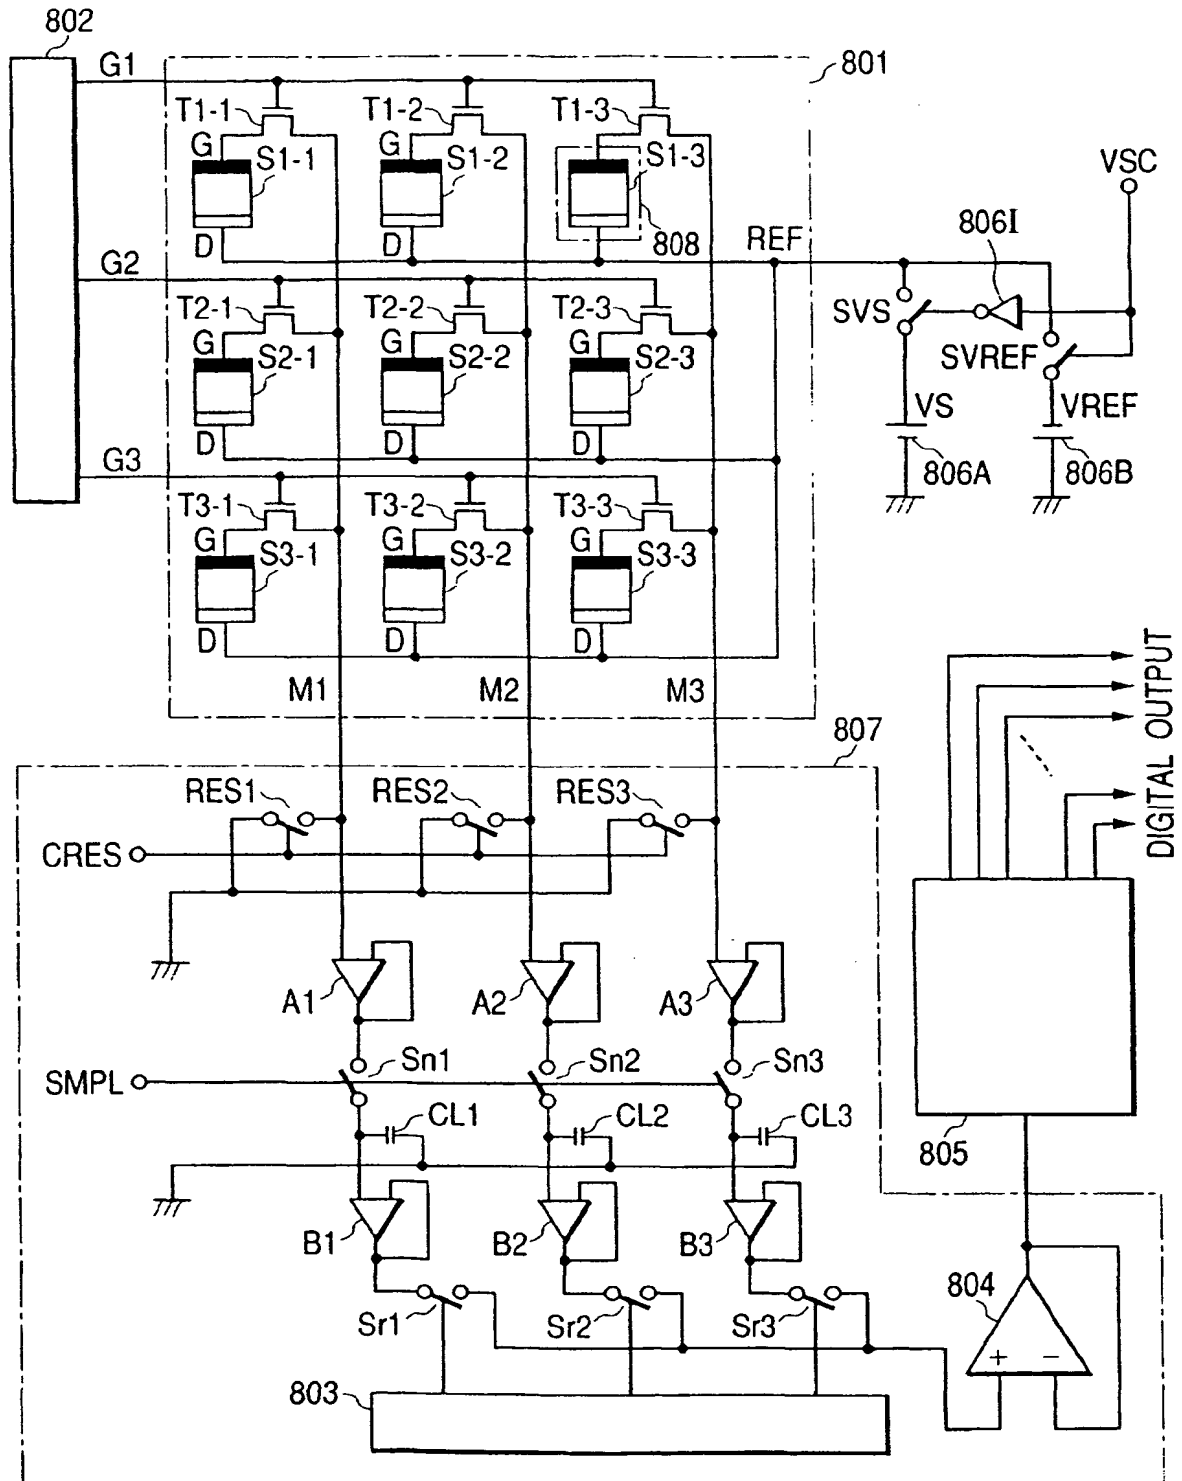 802
G1
801
T1-1
T1-2
T1-3
G
S1-1
G
S1-2
S1-3
VSC
D
D
808
REF
806I
G2
T2-1
T2-2
T2-3
SVS
G
S2-1
G
S2-2
G
S2-3
SVREF
VS
VREF
D
D
D
G3
806A
806B
T3-1
T3-2
T3-3
G
S3-1
G
S3-2
G
S3-3
D
D
D
M1
M2
M3
DIGITAL OUTPUT
807
RES1
RES2
RES3
CRES
A1
A2
A3
Sn1
Sn2
Sn3
SMPL
CL1
CL2
CL3
805
B1
B2
B3
804
Sr1
Sr2
Sr3
+ −
803